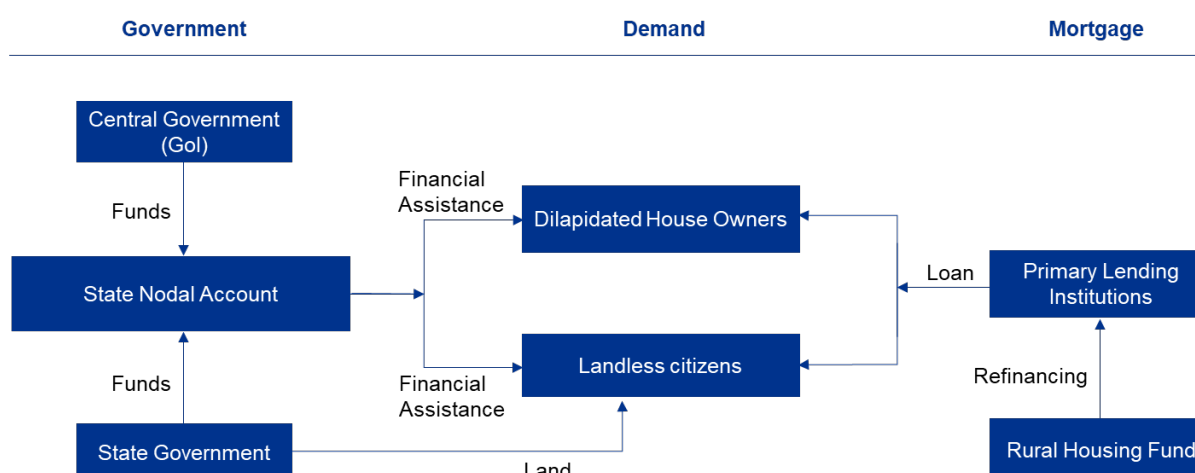 Government
Demand
Mortgage
Central Government
(GoI)
Funds
Financial
Assistance
Dilapidated House Owners
State Nodal Account
Loan
Primary Lending
Institutions
Landless citizens
Funds
Financial
Assistance
Refinancing
State Government
Rural Housing Fund
Land